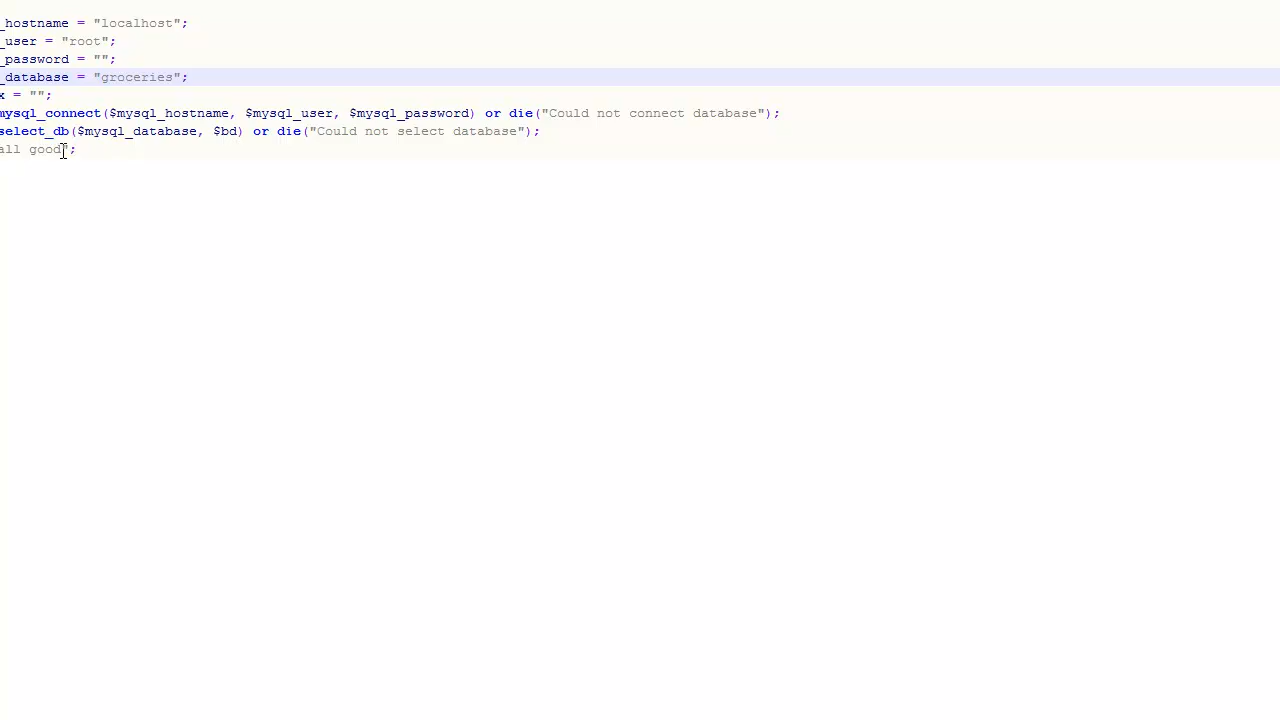 _hostname = "localhost";
_user = "root";
_password = "";
_database = "groceries";
x = "";
mysql_connect($mysql_hostname, $mysql_user, $mysql_password) or die("Could not connect database");
select_db($mysql_database, $bd) or die("Could not select database");
all good";